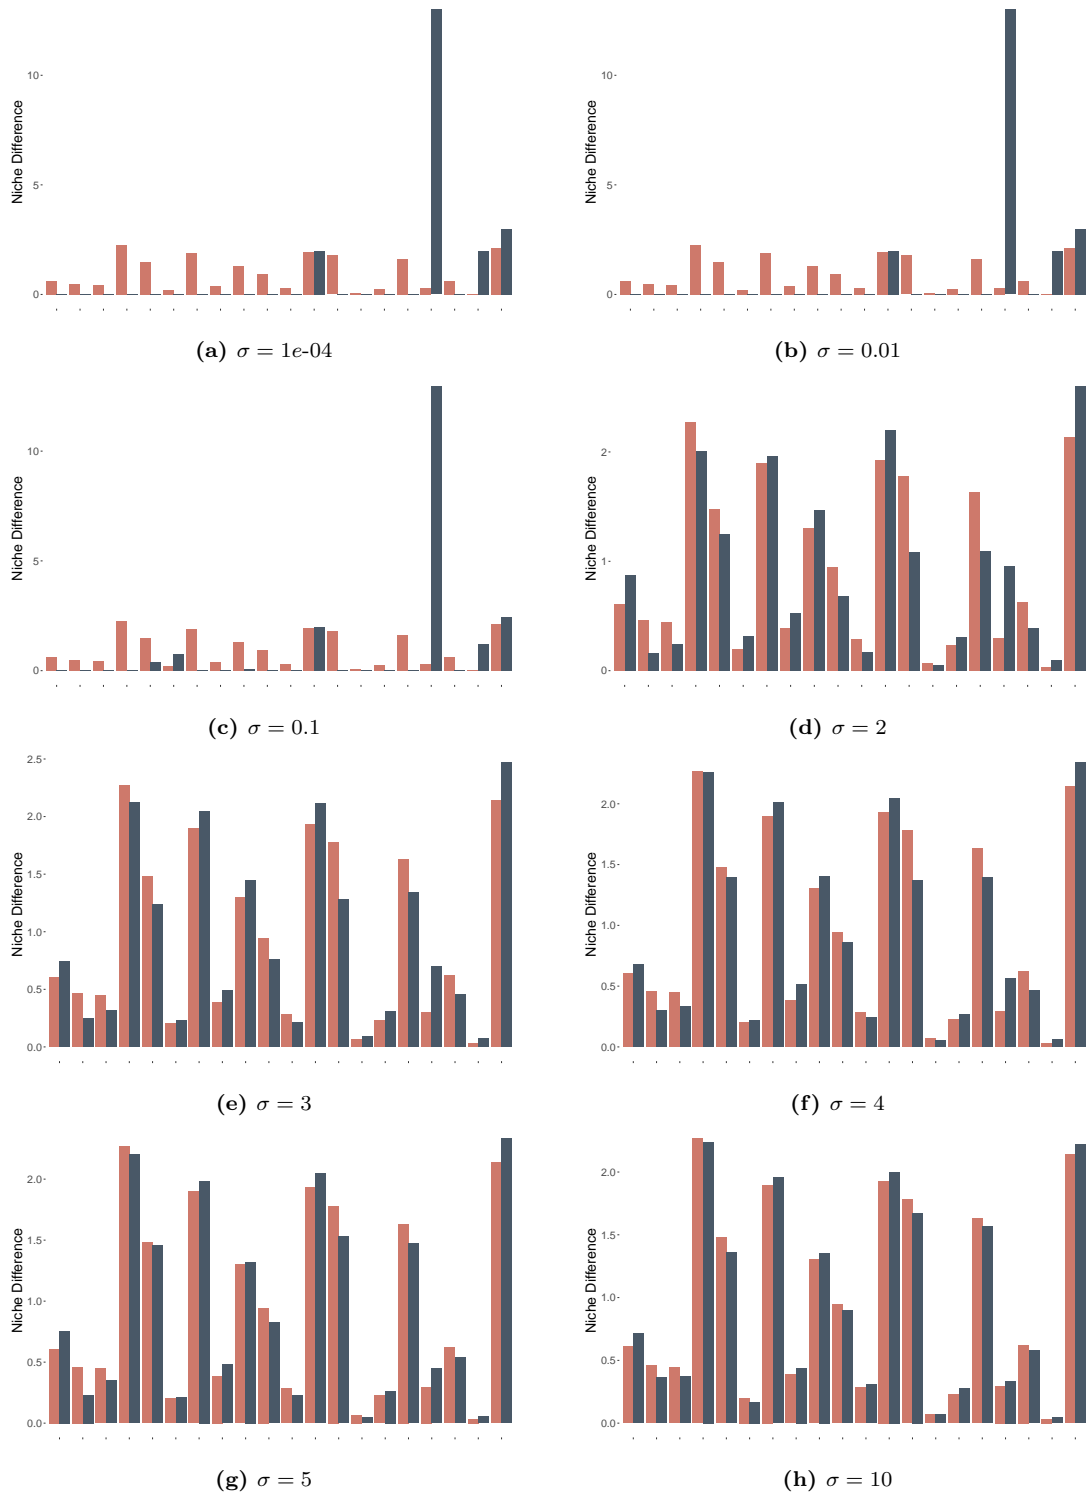 Niche Difference
10-
5-
0-
(a) σ = 1e-04
Niche Difference
10-
5-
0-
(b) σ = 0.01
Niche Difference
10-
5-
0-
(c) σ = 0.1
Niche Difference
2-
1-
0-
(d) σ = 2
Niche Difference
2.5-
2.0-
1.5-
1.0-
0.5-
0.0-
(e) σ = 3
Niche Difference
2.0-
1.5-
1.0-
0.5-
0.0-
(f) σ = 4
Niche Difference
2.0-
1.5-
1.0-
0.5-
0.0-
(g) σ = 5
Niche Difference
2.0-
1.5-
1.0-
0.5-
0.0-
(h) σ = 10